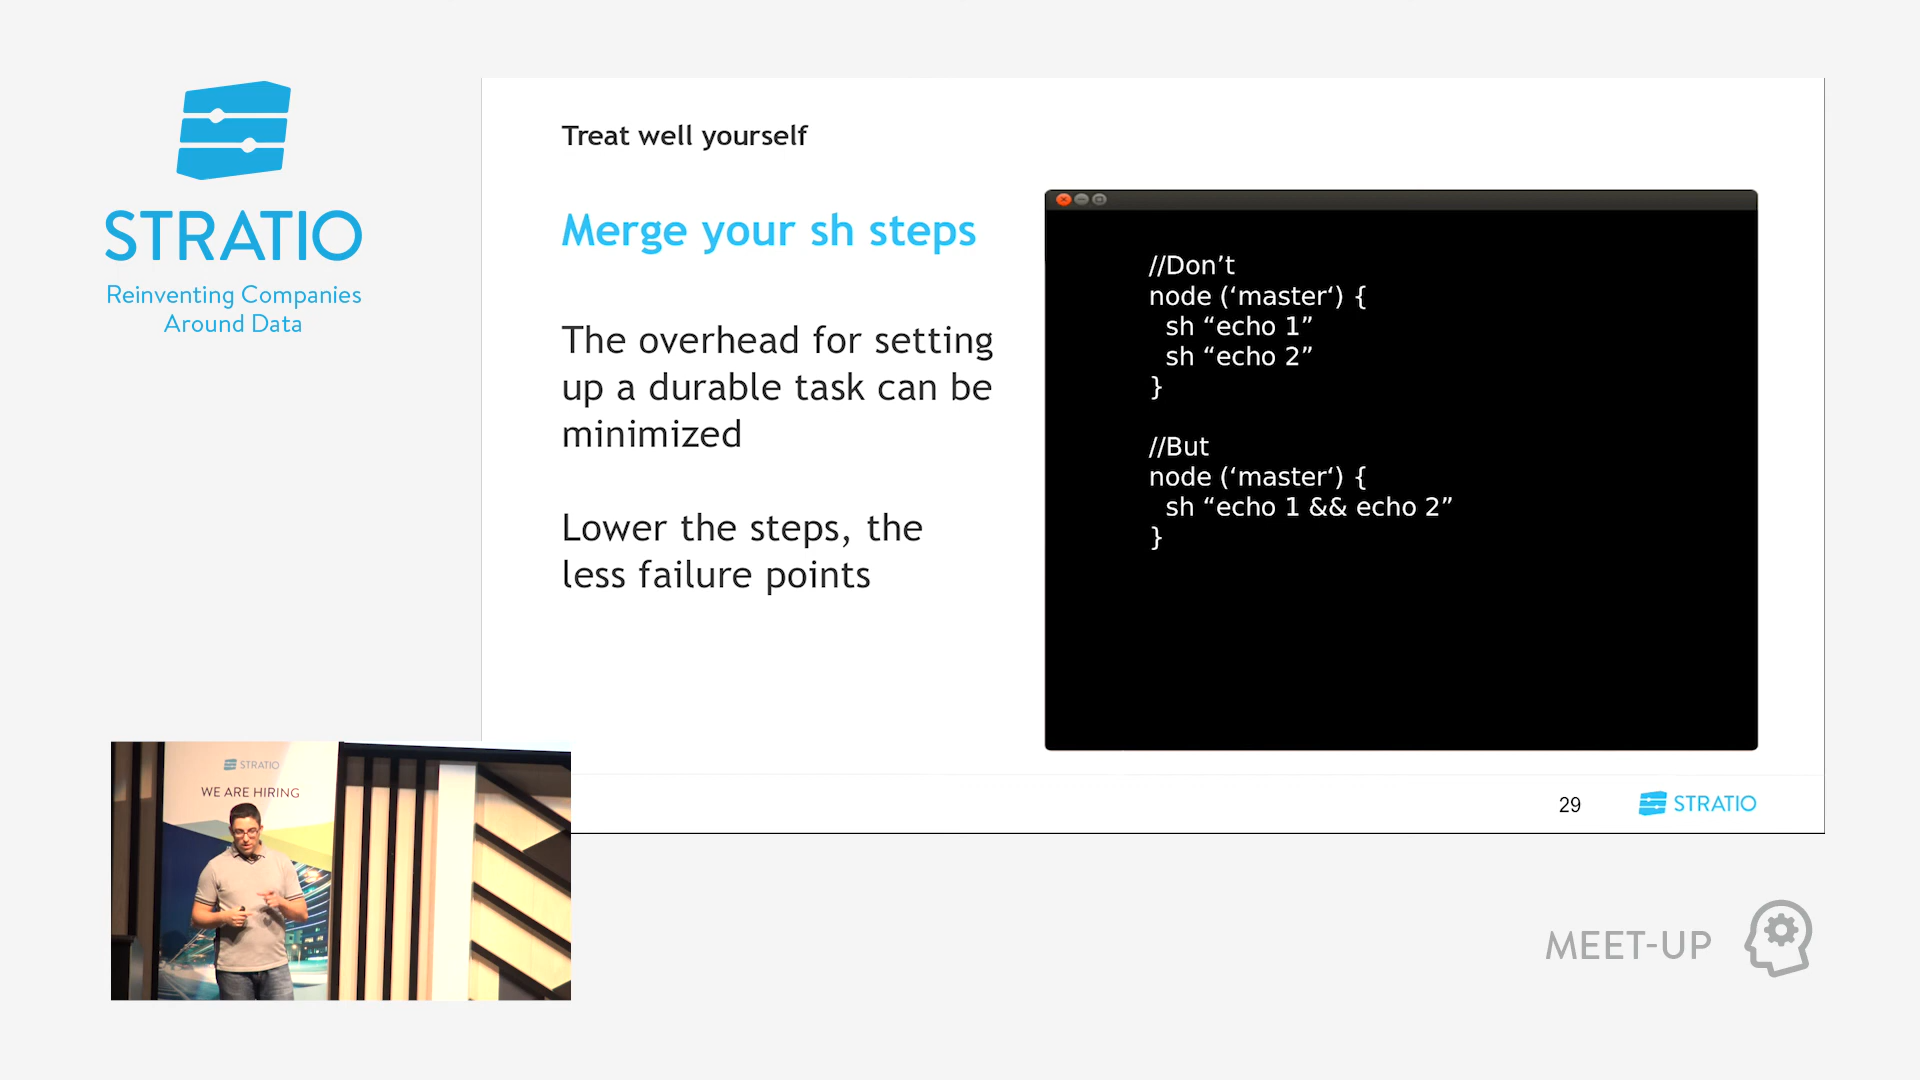 STRATIO
Reinventing Companies
Around Data
Treat well yourself
Merge your sh steps
The overhead for setting
up a durable task can be
minimized
Lower the steps, the
less failure points
//Don’t
node (‘master‘) {
  sh “echo 1”
  sh “echo 2”
}
//But
node (‘master‘) {
  sh “echo 1 && echo 2”
}
29
STRATIO
STRATIO
WE ARE HIRING
MEET-UP